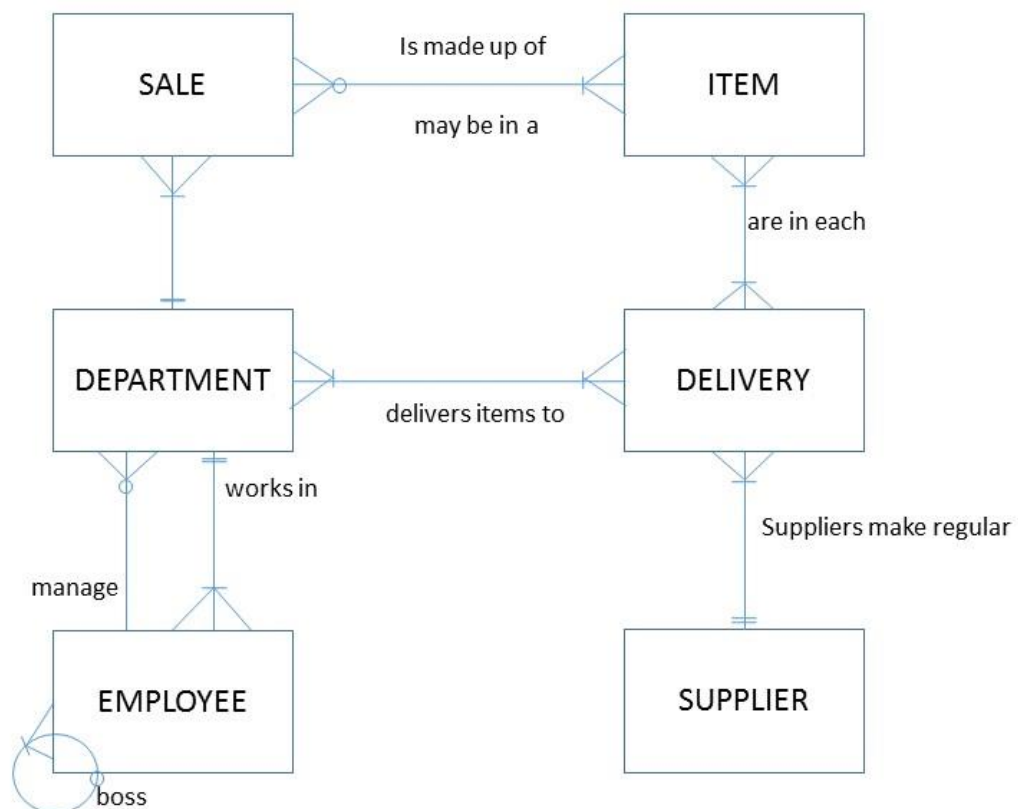 Is made up of
SALE
ITEM
may be in a
are in each
DEPARTMENT
DELIVERY
delivers items to
works in
Suppliers make regular
manage
EMPLOYEE
SUPPLIER
boss